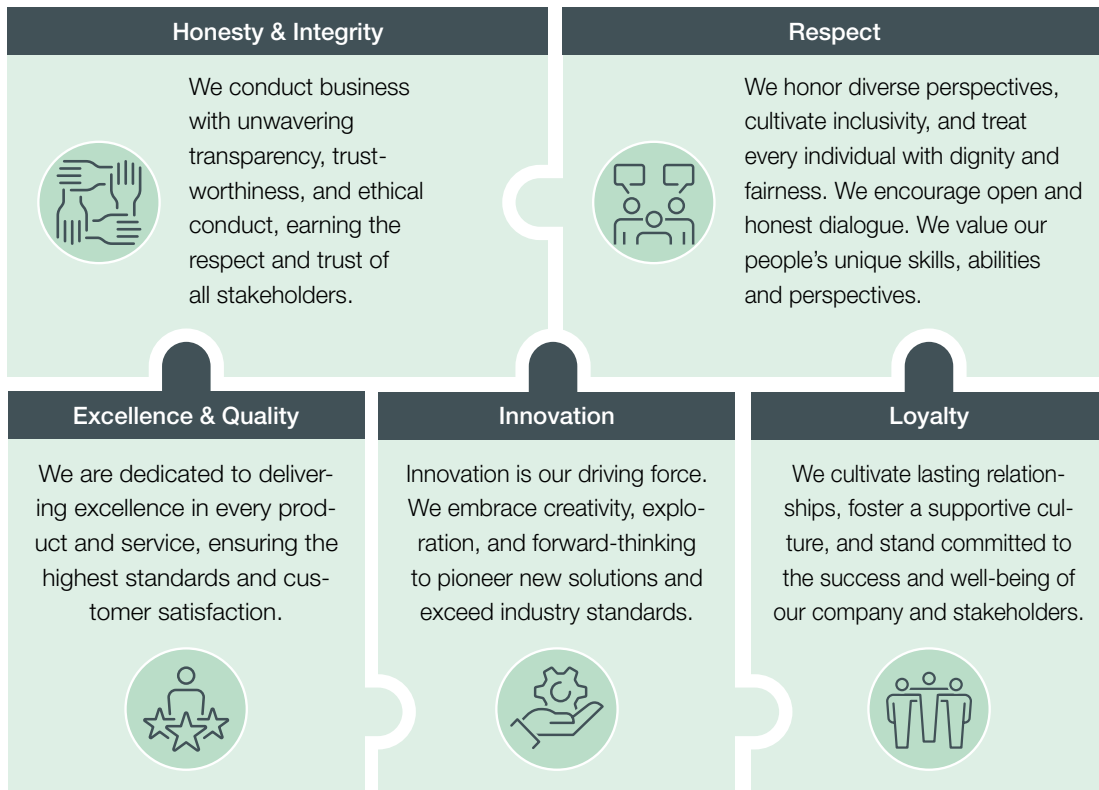 Honesty & Integrity
We conduct business
with unwavering
transparency, trust-
worthiness, and ethical
conduct, earning the
respect and trust of
all stakeholders.
Respect
We honor diverse perspectives,
cultivate inclusivity, and treat
every individual with dignity and
fairness. We encourage open and
honest dialogue. We value our
people’s unique skills, abilities
and perspectives.
Excellence & Quality
We are dedicated to deliver-
ing excellence in every prod-
uct and service, ensuring the
highest standards and cus-
tomer satisfaction.
Innovation
Innovation is our driving force.
We embrace creativity, explo-
ration, and forward-thinking
to pioneer new solutions and
exceed industry standards.
Loyalty
We cultivate lasting relation-
ships, foster a supportive cul-
ture, and stand committed to
the success and well-being of
our company and stakeholders.